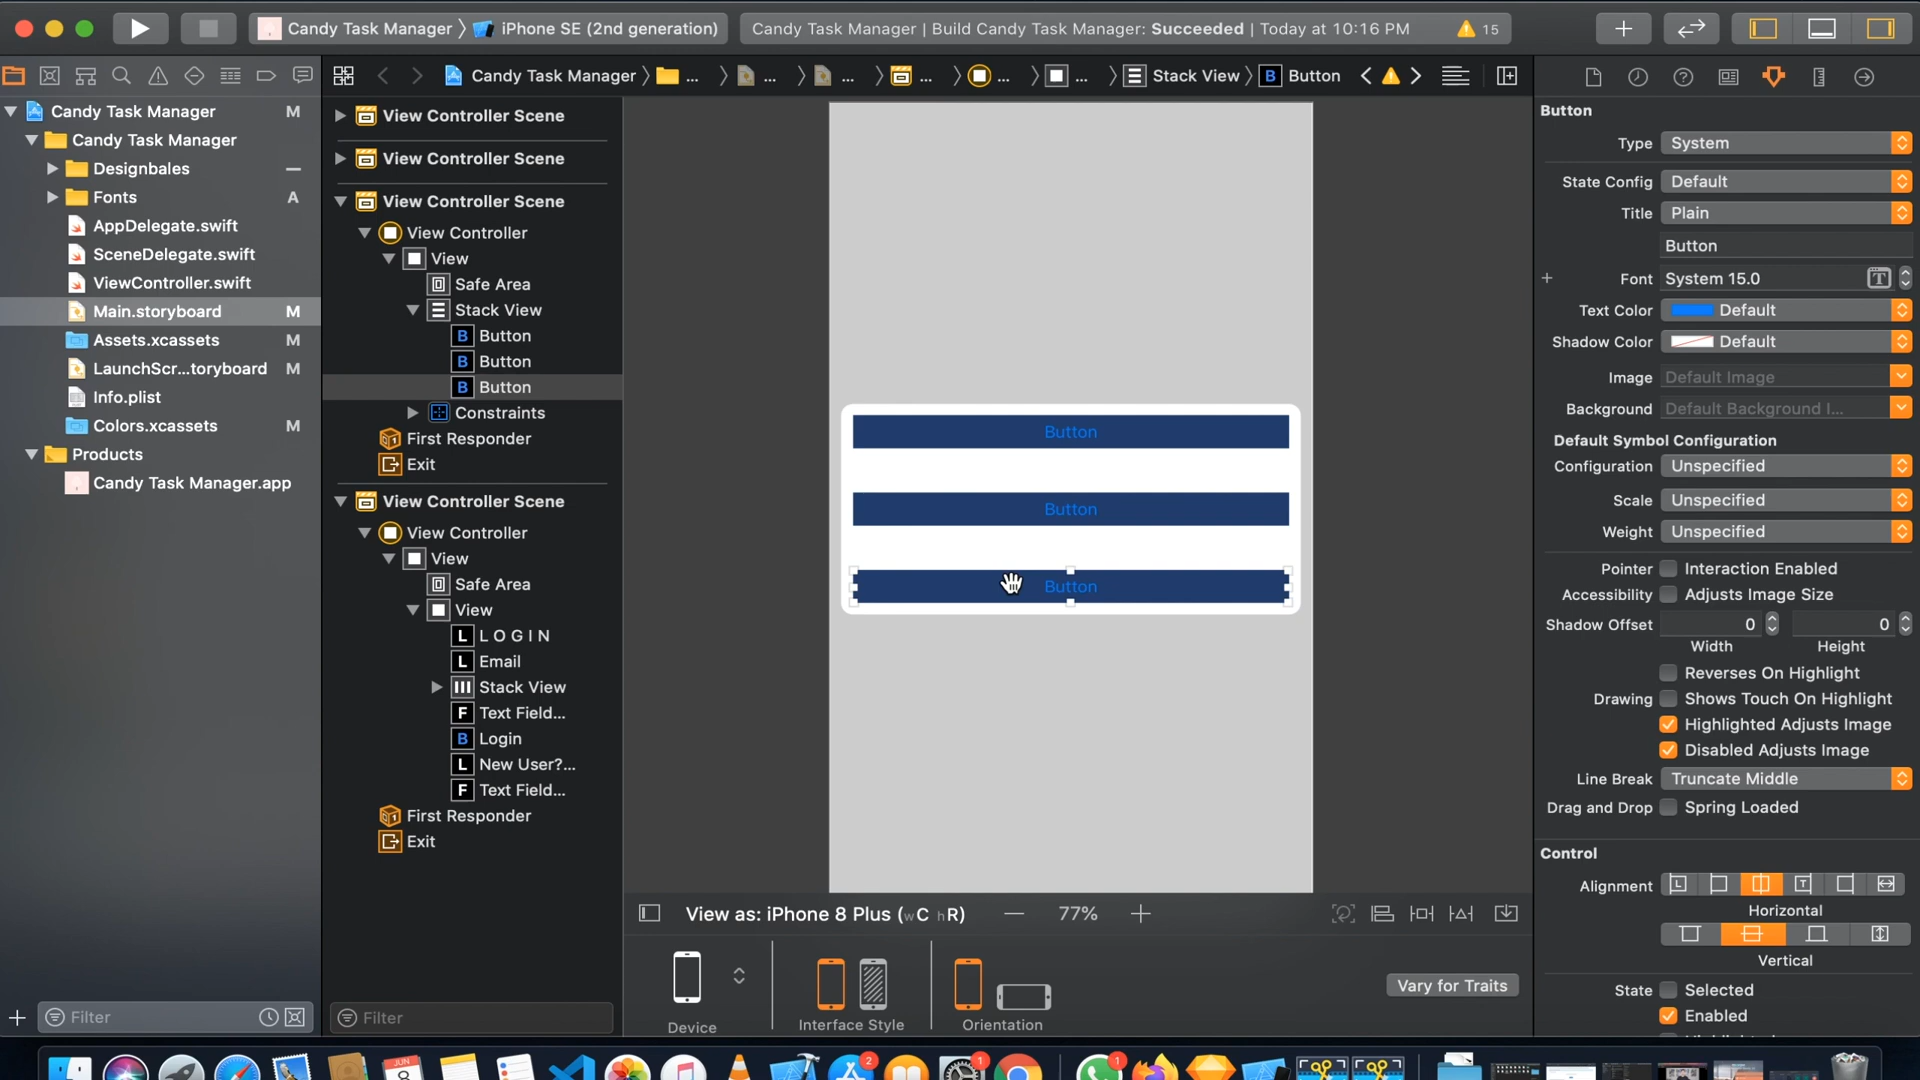 Candy Task Manager 〉 iPhone SE (2nd generation)
Candy Task Manager | Build Candy Task Manager: Succeeded | Today at 10:16 PM
15
Candy Task Manager M
Candy Task Manager
Designbales —
Fonts A
AppDelegate.swift
SceneDelegate.swift
ViewController.swift
Main.storyboard M
Assets.xcassets M
LaunchScr...toryboard M
Info.plist
Colors.xcassets M
Products
Candy Task Manager.app
Filter
Candy Task Manager 〉 ... 〉 ... 〉 ... 〉 ... 〉 ... 〉 ... 〉 Stack View 〉 B Button
View Controller Scene
View Controller Scene
View Controller Scene
View Controller
View
Safe Area
Stack View
B Button
B Button
B Button
Constraints
First Responder
Exit
View Controller Scene
View Controller
View
Safe Area
View
L L O G I N
L Email
Stack View
F Text Field...
B Login
L New User?...
F Text Field...
First Responder
Exit
Filter
Button
Button
Button
View as: iPhone 8 Plus (wC hR)
— 77% +
Device
Interface Style
Orientation
Vary for Traits
Button
Type System
State Config Default
Title Plain
Button
+ Font System 15.0 T
Text Color Default
Shadow Color Default
Image Default Image
Background Default Background I...
Default Symbol Configuration
Configuration Unspecified
Scale Unspecified
Weight Unspecified
Pointer Interaction Enabled
Accessibility Adjusts Image Size
Shadow Offset 0 0
Width Height
Reverses On Highlight
Drawing Shows Touch On Highlight
Highlighted Adjusts Image
Disabled Adjusts Image
Line Break Truncate Middle
Drag and Drop Spring Loaded
Control
Alignment
Horizontal
Vertical
State Selected
Enabled
JUN
8
2
1
1